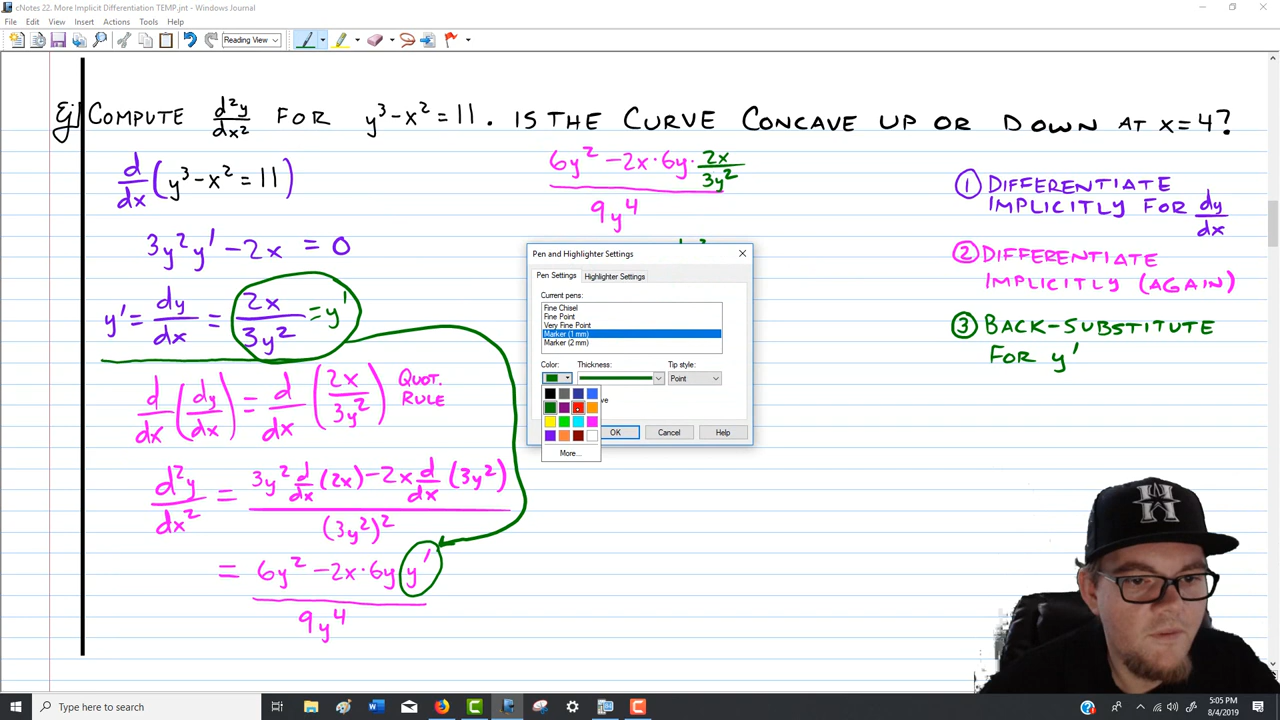 cNotes 22. More Implicit Differentiation TEMP.jnt - Windows Journal
File Edit View Insert Actions Tools Help
Reading View
Ej) COMPUTE d²y/dx² FOR y³-x²=11. IS THE CURVE CONCAVE UP OR DOWN AT x=4?
d/dx (y³-x²=11)
3y²y' - 2x = 0
y' = dy/dx = 2x/3y² = y'
d/dx (dy/dx) = d/dx (2x/3y²) QUOT. RULE
d²y/dx² = (3y² d/dx (2x) - 2x d/dx (3y²))/(3y²)²
= (6y² - 2x·6y y')/9y⁴
(6y² - 2x·6y·2x/3y²)/9y⁴
① DIFFERENTIATE
IMPLICITLY FOR dy/dx
② DIFFERENTIATE
IMPLICITLY (AGAIN)
③ BACK-SUBSTITUTE
FOR y'
Pen and Highlighter Settings
Pen Settings Highlighter Settings
Current pens:
Fine Chisel
Fine Point
Very Fine Point
Marker (1 mm)
Marker (2 mm)
Color: Thickness: Tip style:
Point
More...
OK Cancel Help
Type here to search
5:05 PM
8/4/2019